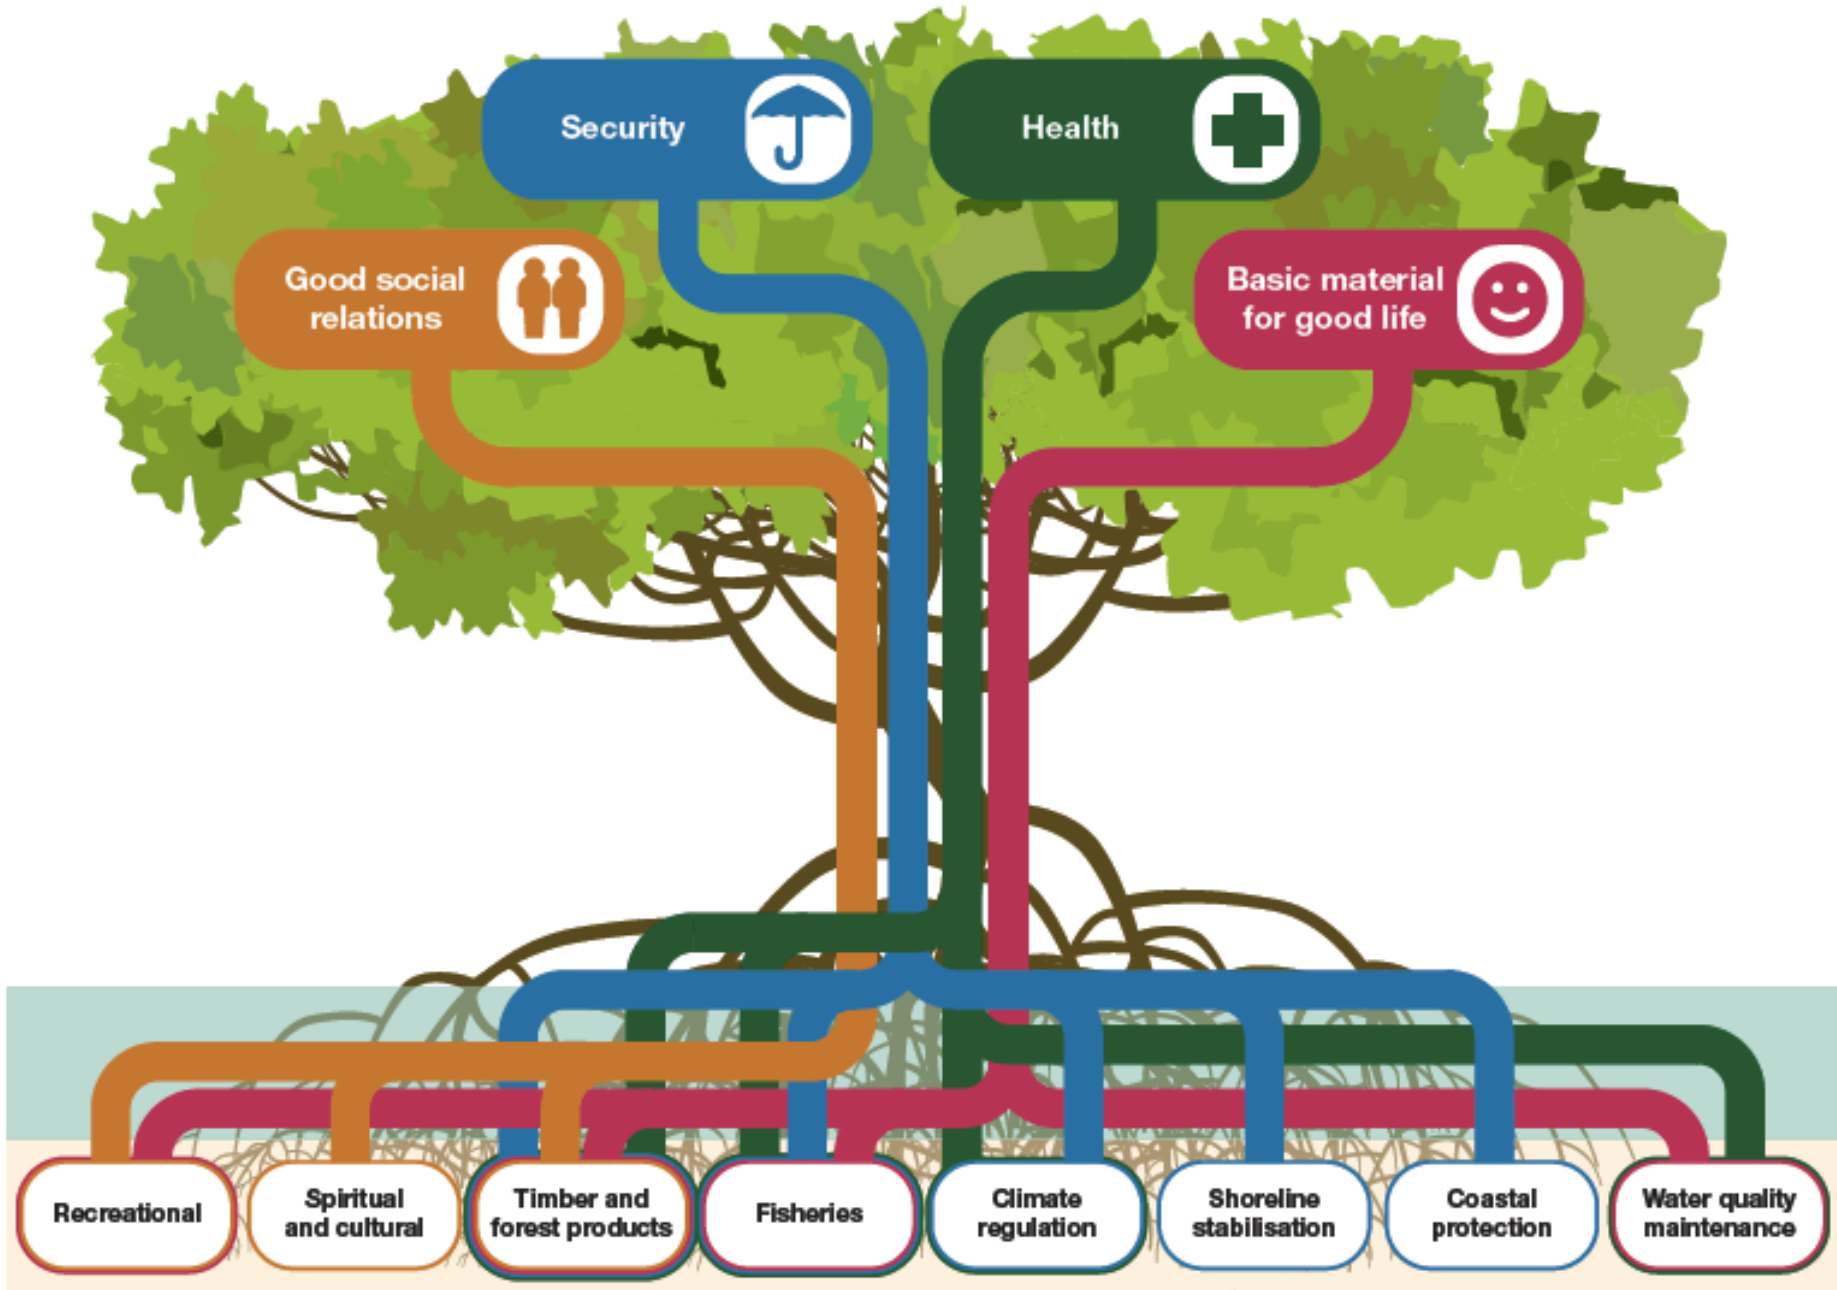 Security
Health
Good social
relations
Basic material
for good life
Recreational
Spiritual
and cultural
Timber and
forest products
Fisheries
Climate
regulation
Shoreline
stabilisation
Coastal
protection
Water quality
maintenance